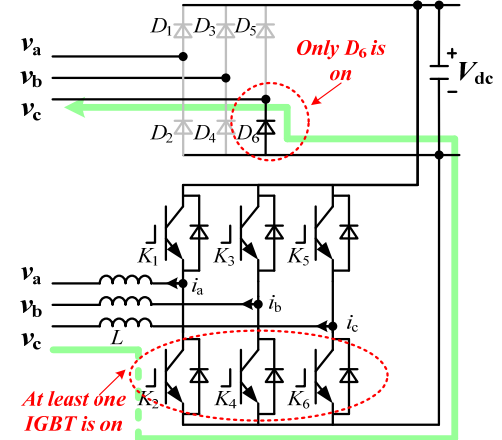 D1 D3 D5
Only D6 is
on
va
vb
vc
+
Vdc
−
D2 D4 D6
K1 K3 K5
va
vb
vc
ia
ib
ic
L
K2 K4 K6
At least one
IGBT is on